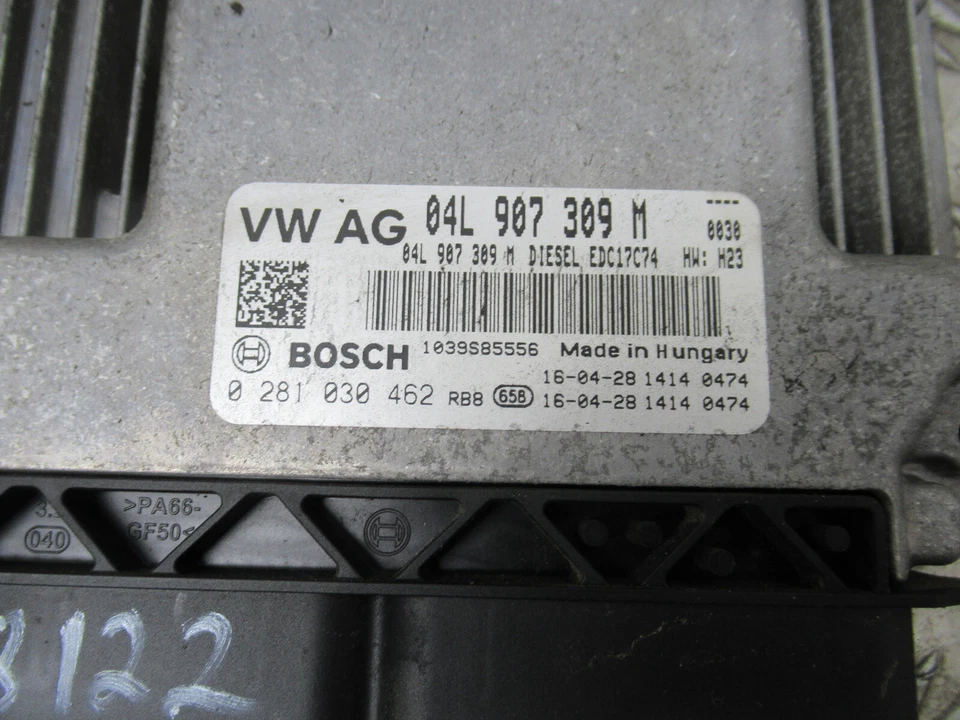 VW AG 04L 907 309 M ----
0030
04L 907 309 M DIESEL EDC17C74 HW: H23
BOSCH 1039S85556 Made in Hungary
16-04-28 1414 0474
0 281 030 462 RB8 65B 16-04-28 1414 0474
>PA66-
GF50<
040
122